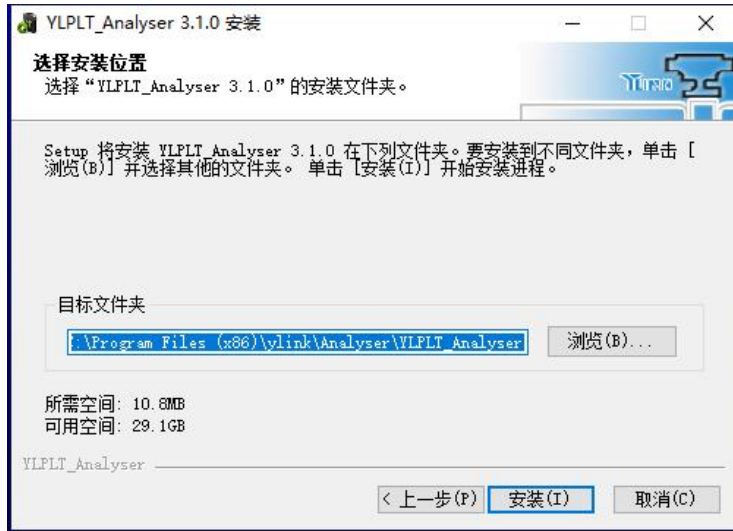 YLPLT_Analyser 3.1.0 安装
选择安装位置
选择“YLPLT_Analyser 3.1.0”的安装文件夹。
Setup 将安装 YLPLT_Analyser 3.1.0 在下列文件夹。要安装到不同文件夹，单击 [
浏览(B)] 并选择其他的文件夹。 单击 [安装(I)] 开始安装进程。
目标文件夹
:\Program Files (x86)\ylink\Analyser\YLPLT_Analyser
浏览(B)...
所需空间: 10.8MB
可用空间: 29.1GB
YLPLT_Analyser
< 上一步(P)
安装(I)
取消(C)